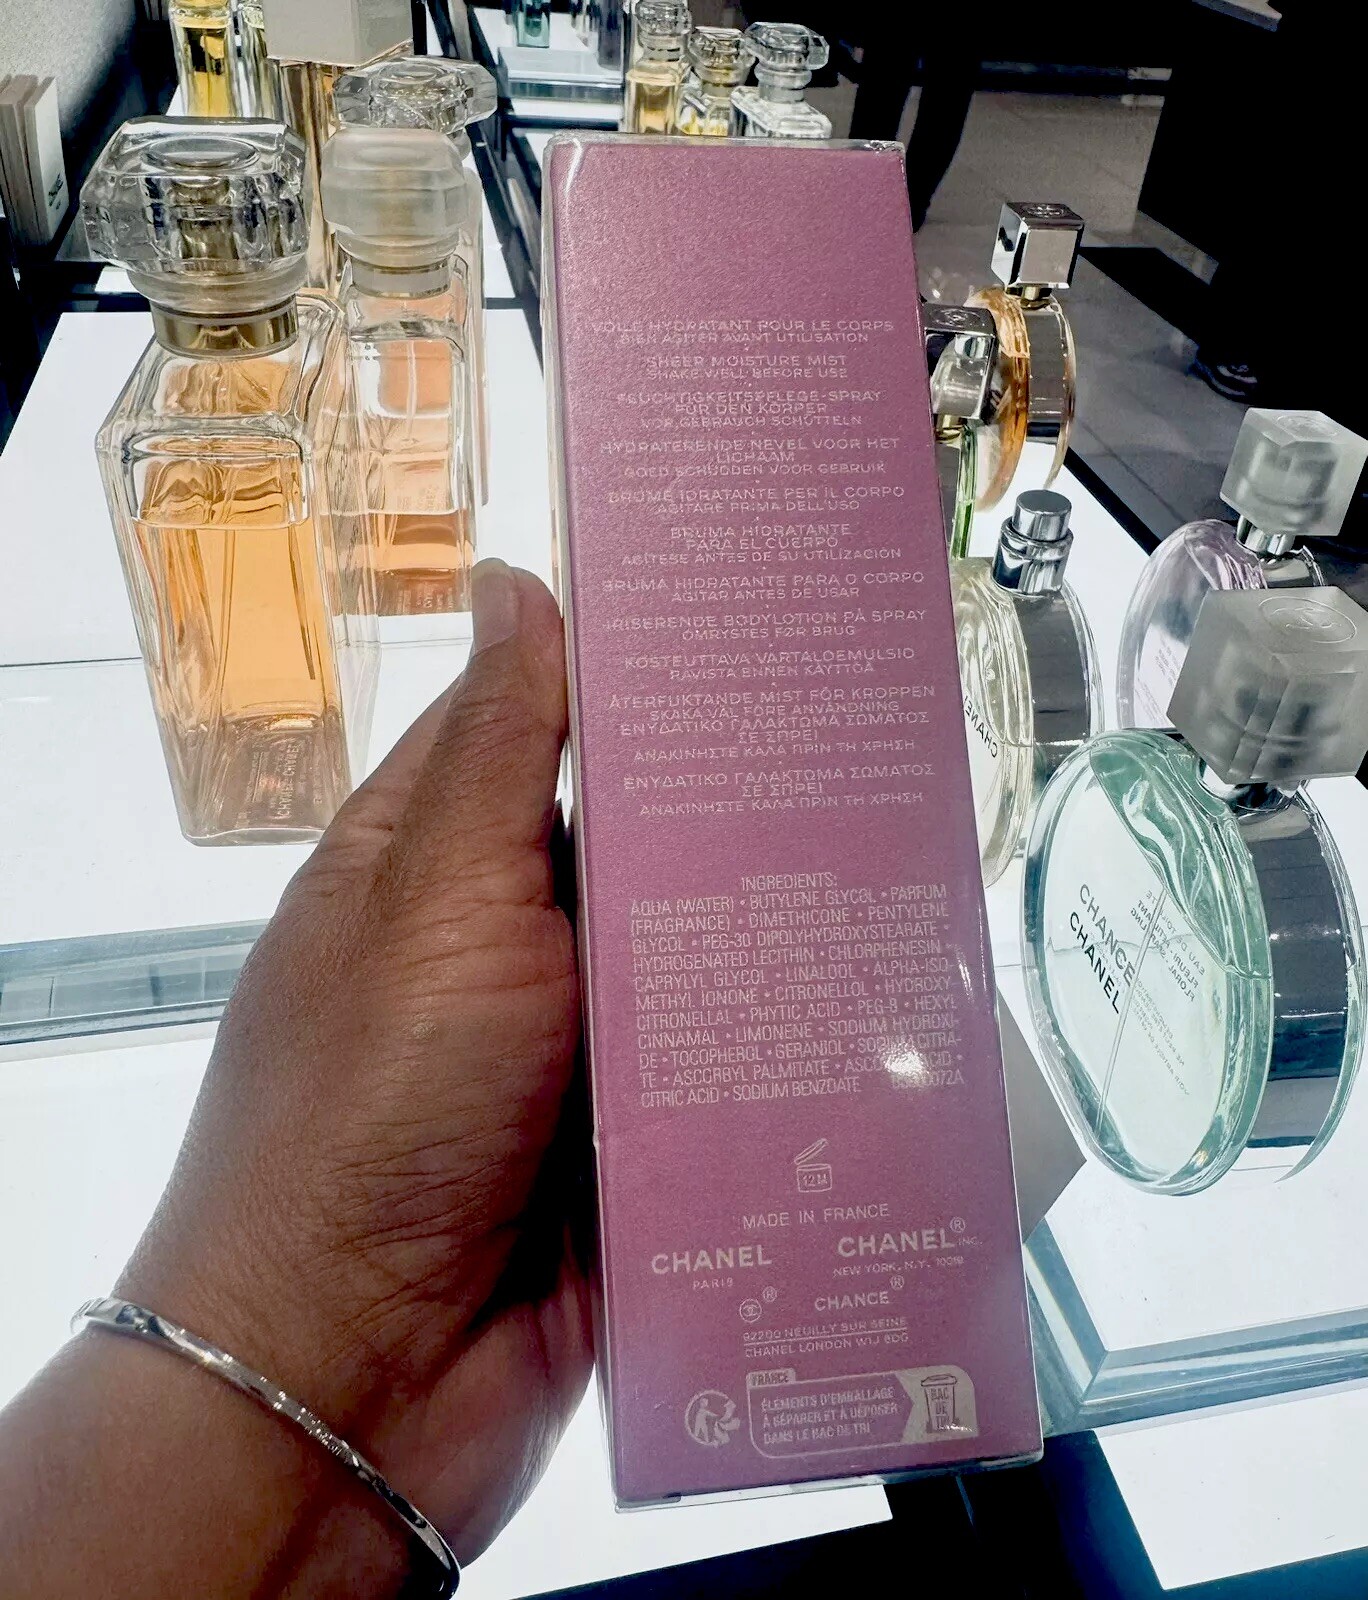 VOILE HYDRATANT POUR LE CORPS
BIEN AGITER AVANT UTILISATION
SHEER MOISTURE MIST
SHAKE WELL BEFORE USE
FEUCHTIGKEITSPFLEGE-SPRAY
FÜR DEN KÖRPER
VOR GEBRAUCH SCHÜTTELN
HYDRATERENDE NEVEL VOOR HET
LICHAAM
GOED SCHUDDEN VOOR GEBRUIK
BRUME IDRATANTE PER IL CORPO
AGITARE PRIMA DELL'USO
BRUMA HIDRATANTE
PARA EL CUERPO
AGÍTESE ANTES DE SU UTILIZACIÓN
BRUMA HIDRATANTE PARA O CORPO
AGITAR ANTES DE USAR
IRISERENDE BODYLOTION PÅ SPRAY
OMRYSTES FØR BRUG
KOSTEUTTAVA VARTALOEMULSIO
RAVISTA ENNEN KÄYTTÖÄ
ÅTERFUKTANDE MIST FÖR KROPPEN
SKAKA VÄL FÖRE ANVÄNDNING
ΕΝΥΔΑΤΙΚΟ ΓΑΛΑΚΤΩΜΑ ΣΩΜΑΤΟΣ
ΣΕ ΣΠΡΕΪ
ΑΝΑΚΙΝΗΣΤΕ ΚΑΛΑ ΠΡΙΝ ΤΗ ΧΡΗΣΗ
ΕΝΥΔΑΤΙΚΟ ΓΑΛΑΚΤΩΜΑ ΣΩΜΑΤΟΣ
ΣΕ ΣΠΡΕΪ
ΑΝΑΚΙΝΗΣΤΕ ΚΑΛΑ ΠΡΙΝ ΤΗ ΧΡΗΣΗ
INGREDIENTS:
AQUA (WATER) • BUTYLENE GLYCOL • PARFUM
(FRAGRANCE) • DIMETHICONE • PENTYLENE
GLYCOL • PEG-30 DIPOLYHYDROXYSTEARATE •
HYDROGENATED LECITHIN • CHLORPHENESIN •
CAPRYLYL GLYCOL • LINALOOL • ALPHA-ISO-
METHYL IONONE • CITRONELLOL • HYDROXY-
CITRONELLAL • PHYTIC ACID • PEG-8 • HEXYL
CINNAMAL • LIMONENE • SODIUM HYDROXI-
DE • TOCOPHEROL • GERANIOL • SODIUM CITRA-
TE • ASCORBYL PALMITATE • ASCORBIC ACID •
CITRIC ACID • SODIUM BENZOATE
12 M
MADE IN FRANCE
CHANEL CHANEL® INC.
PARIS NEW YORK, N.Y. 10019
® CHANCE®
92200 NEUILLY SUR SEINE
CHANEL LONDON W1J 6DG
FRANCE
ÉLÉMENTS D'EMBALLAGE
À SÉPARER ET À DÉPOSER
DANS LE BAC DE TRI
BAC
DE
TRI
CHANCE
CHANEL
CHANEL